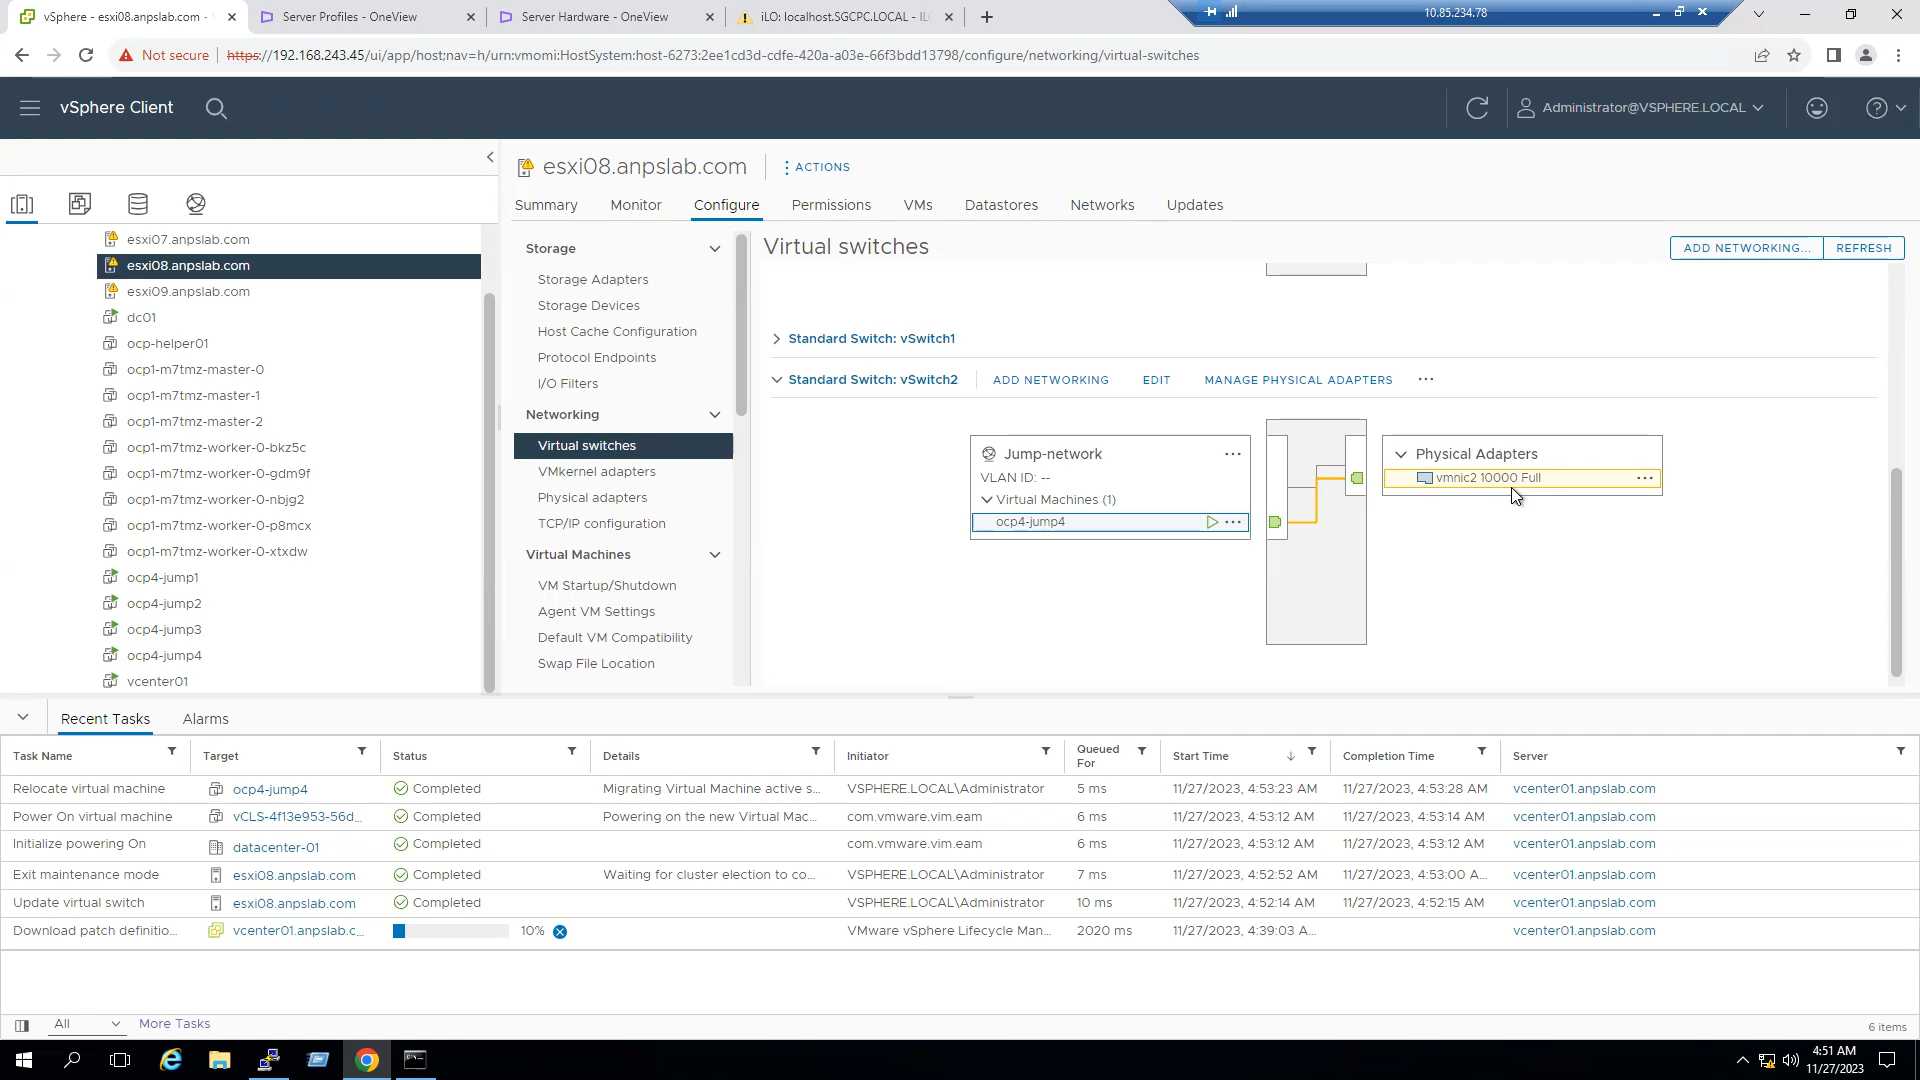 vSphere - esxi08.anpslab.com -
Server Profiles - OneView
Server Hardware - OneView
iLO: localhost.SGCPC.LOCAL - ILO
10.85.234.78
Not secure
https://192.168.243.45/ui/app/host;nav=h/urn:vmomi:HostSystem:host-6273:2ee1cd3d-cdfe-420a-a03e-66f3bdd13798/configure/networking/virtual-switches
vSphere Client
Administrator@VSPHERE.LOCAL
esxi08.anpslab.com
ACTIONS
Summary
Monitor
Configure
Permissions
VMs
Datastores
Networks
Updates
esxi07.anpslab.com
esxi08.anpslab.com
esxi09.anpslab.com
dc01
ocp-helper01
ocp1-m7tmz-master-0
ocp1-m7tmz-master-1
ocp1-m7tmz-master-2
ocp1-m7tmz-worker-0-bkz5c
ocp1-m7tmz-worker-0-gdm9f
ocp1-m7tmz-worker-0-nbjg2
ocp1-m7tmz-worker-0-p8mcx
ocp1-m7tmz-worker-0-xtxdw
ocp4-jump1
ocp4-jump2
ocp4-jump3
ocp4-jump4
vcenter01
Storage
Storage Adapters
Storage Devices
Host Cache Configuration
Protocol Endpoints
I/O Filters
Networking
Virtual switches
VMkernel adapters
Physical adapters
TCP/IP configuration
Virtual Machines
VM Startup/Shutdown
Agent VM Settings
Default VM Compatibility
Swap File Location
Virtual switches
ADD NETWORKING...
REFRESH
Standard Switch: vSwitch1
Standard Switch: vSwitch2
ADD NETWORKING
EDIT
MANAGE PHYSICAL ADAPTERS
...
Jump-network
...
VLAN ID: --
Virtual Machines (1)
ocp4-jump4
...
Physical Adapters
vmnic2 10000 Full
...
Recent Tasks
Alarms
Task Name
Target
Status
Details
Initiator
Queued For
Start Time
Completion Time
Server
Relocate virtual machine ocp4-jump4 Completed Migrating Virtual Machine active s... VSPHERE.LOCAL\Administrator 5 ms 11/27/2023, 4:53:23 AM 11/27/2023, 4:53:28 AM vcenter01.anpslab.com
Power On virtual machine vCLS-4f13e953-56d... Completed Powering on the new Virtual Mac... com.vmware.vim.eam 6 ms 11/27/2023, 4:53:12 AM 11/27/2023, 4:53:14 AM vcenter01.anpslab.com
Initialize powering On datacenter-01 Completed com.vmware.vim.eam 6 ms 11/27/2023, 4:53:12 AM 11/27/2023, 4:53:12 AM vcenter01.anpslab.com
Exit maintenance mode esxi08.anpslab.com Completed Waiting for cluster election to co... VSPHERE.LOCAL\Administrator 7 ms 11/27/2023, 4:52:52 AM 11/27/2023, 4:53:00 A... vcenter01.anpslab.com
Update virtual switch esxi08.anpslab.com Completed VSPHERE.LOCAL\Administrator 10 ms 11/27/2023, 4:52:14 AM 11/27/2023, 4:52:15 AM vcenter01.anpslab.com
Download patch definitio... vcenter01.anpslab.c... 10% VMware vSphere Lifecycle Man... 2020 ms 11/27/2023, 4:39:03 A... vcenter01.anpslab.com
All
More Tasks
6 items
4:51 AM
11/27/2023